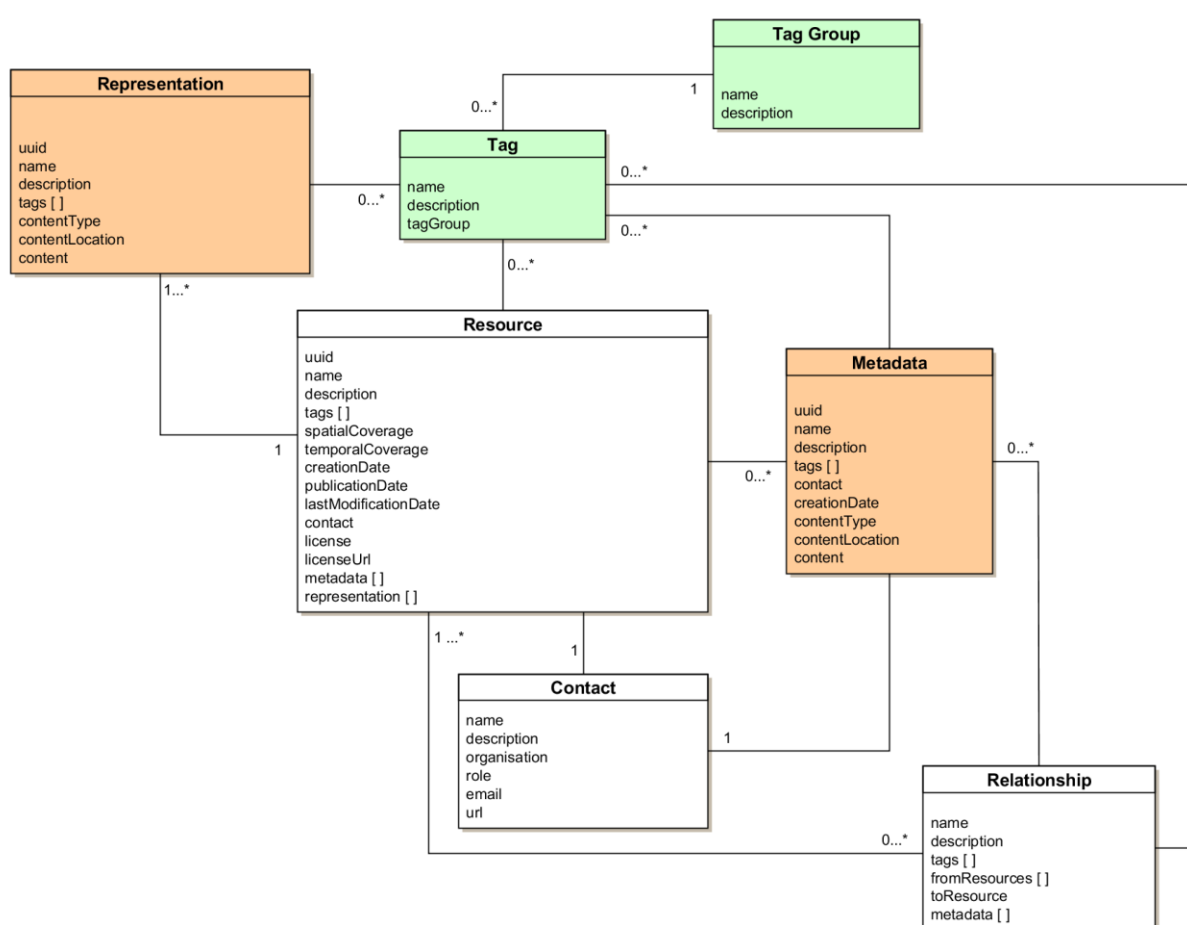 Tag Group
name
description
1
0...*
Representation
uuid
name
description
tags [ ]
contentType
contentLocation
content
0...*
1...*
Tag
name
description
tagGroup
0...*
0...*
0...*
Resource
uuid
name
description
tags [ ]
spatialCoverage
temporalCoverage
creationDate
publicationDate
lastModificationDate
contact
license
licenseUrl
metadata [ ]
representation [ ]
1
0...*
1 ...*
1
Metadata
uuid
name
description
tags [ ]
contact
creationDate
contentType
contentLocation
content
0...*
Contact
name
description
organisation
role
email
url
1
0...*
Relationship
name
description
tags [ ]
fromResources [ ]
toResource
metadata [ ]